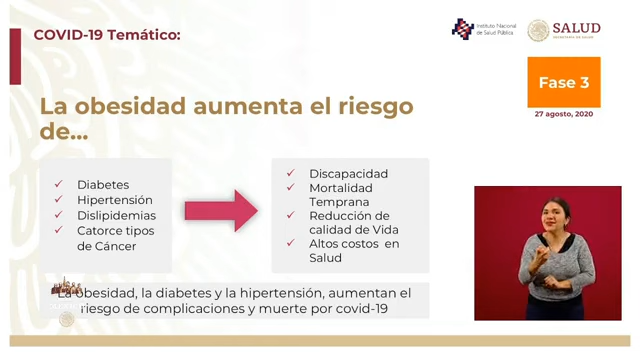 COVID-19 Temático:
Instituto Nacional
de Salud Pública
SALUD
SECRETARÍA DE SALUD
Fase 3
27 agosto, 2020
La obesidad aumenta el riesgo
de...
Diabetes
Hipertensión
Dislipidemias
Catorce tipos
de Cáncer
Discapacidad
Mortalidad
Temprana
Reducción de
calidad de Vida
Altos costos en
Salud
La obesidad, la diabetes y la hipertensión, aumentan el
riesgo de complicaciones y muerte por covid-19